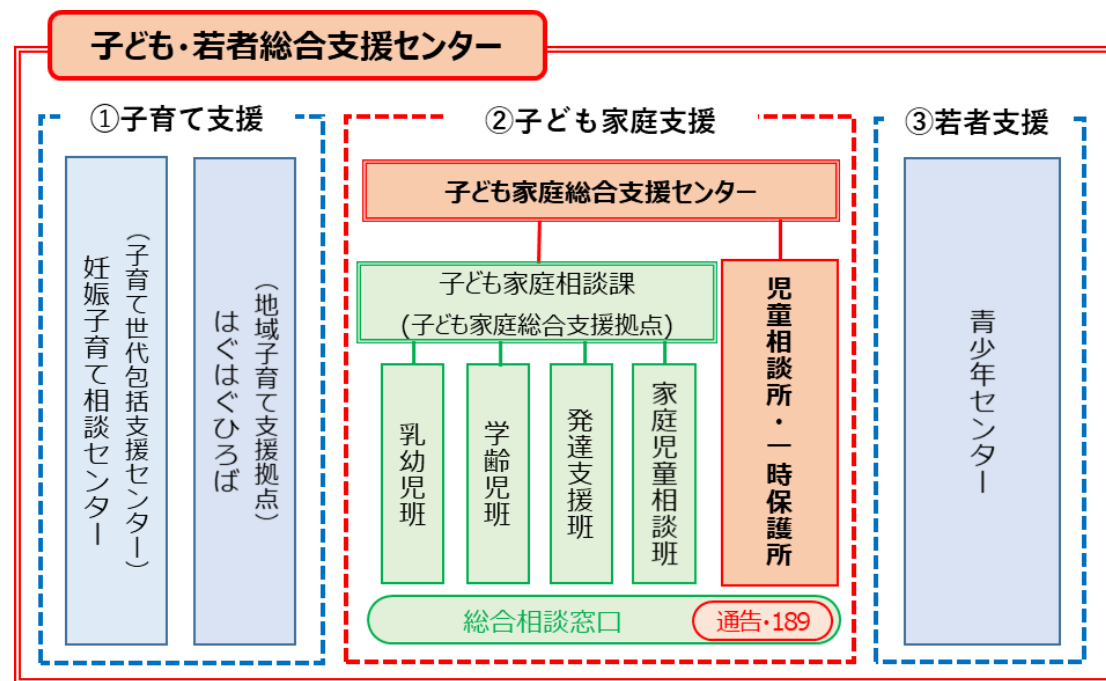 子ども・若者総合支援センター
①子育て支援
妊娠子育て相談センター
（子育て世代包括支援センター）
はぐはぐひろば
（地域子育て支援拠点）
②子ども家庭支援
子ども家庭総合支援センター
子ども家庭相談課
(子ども家庭総合支援拠点)
乳幼児班
学齢児班
発達支援班
家庭児童相談班
児童相談所・一時保護所
総合相談窓口
通告・189
③若者支援
青少年センター